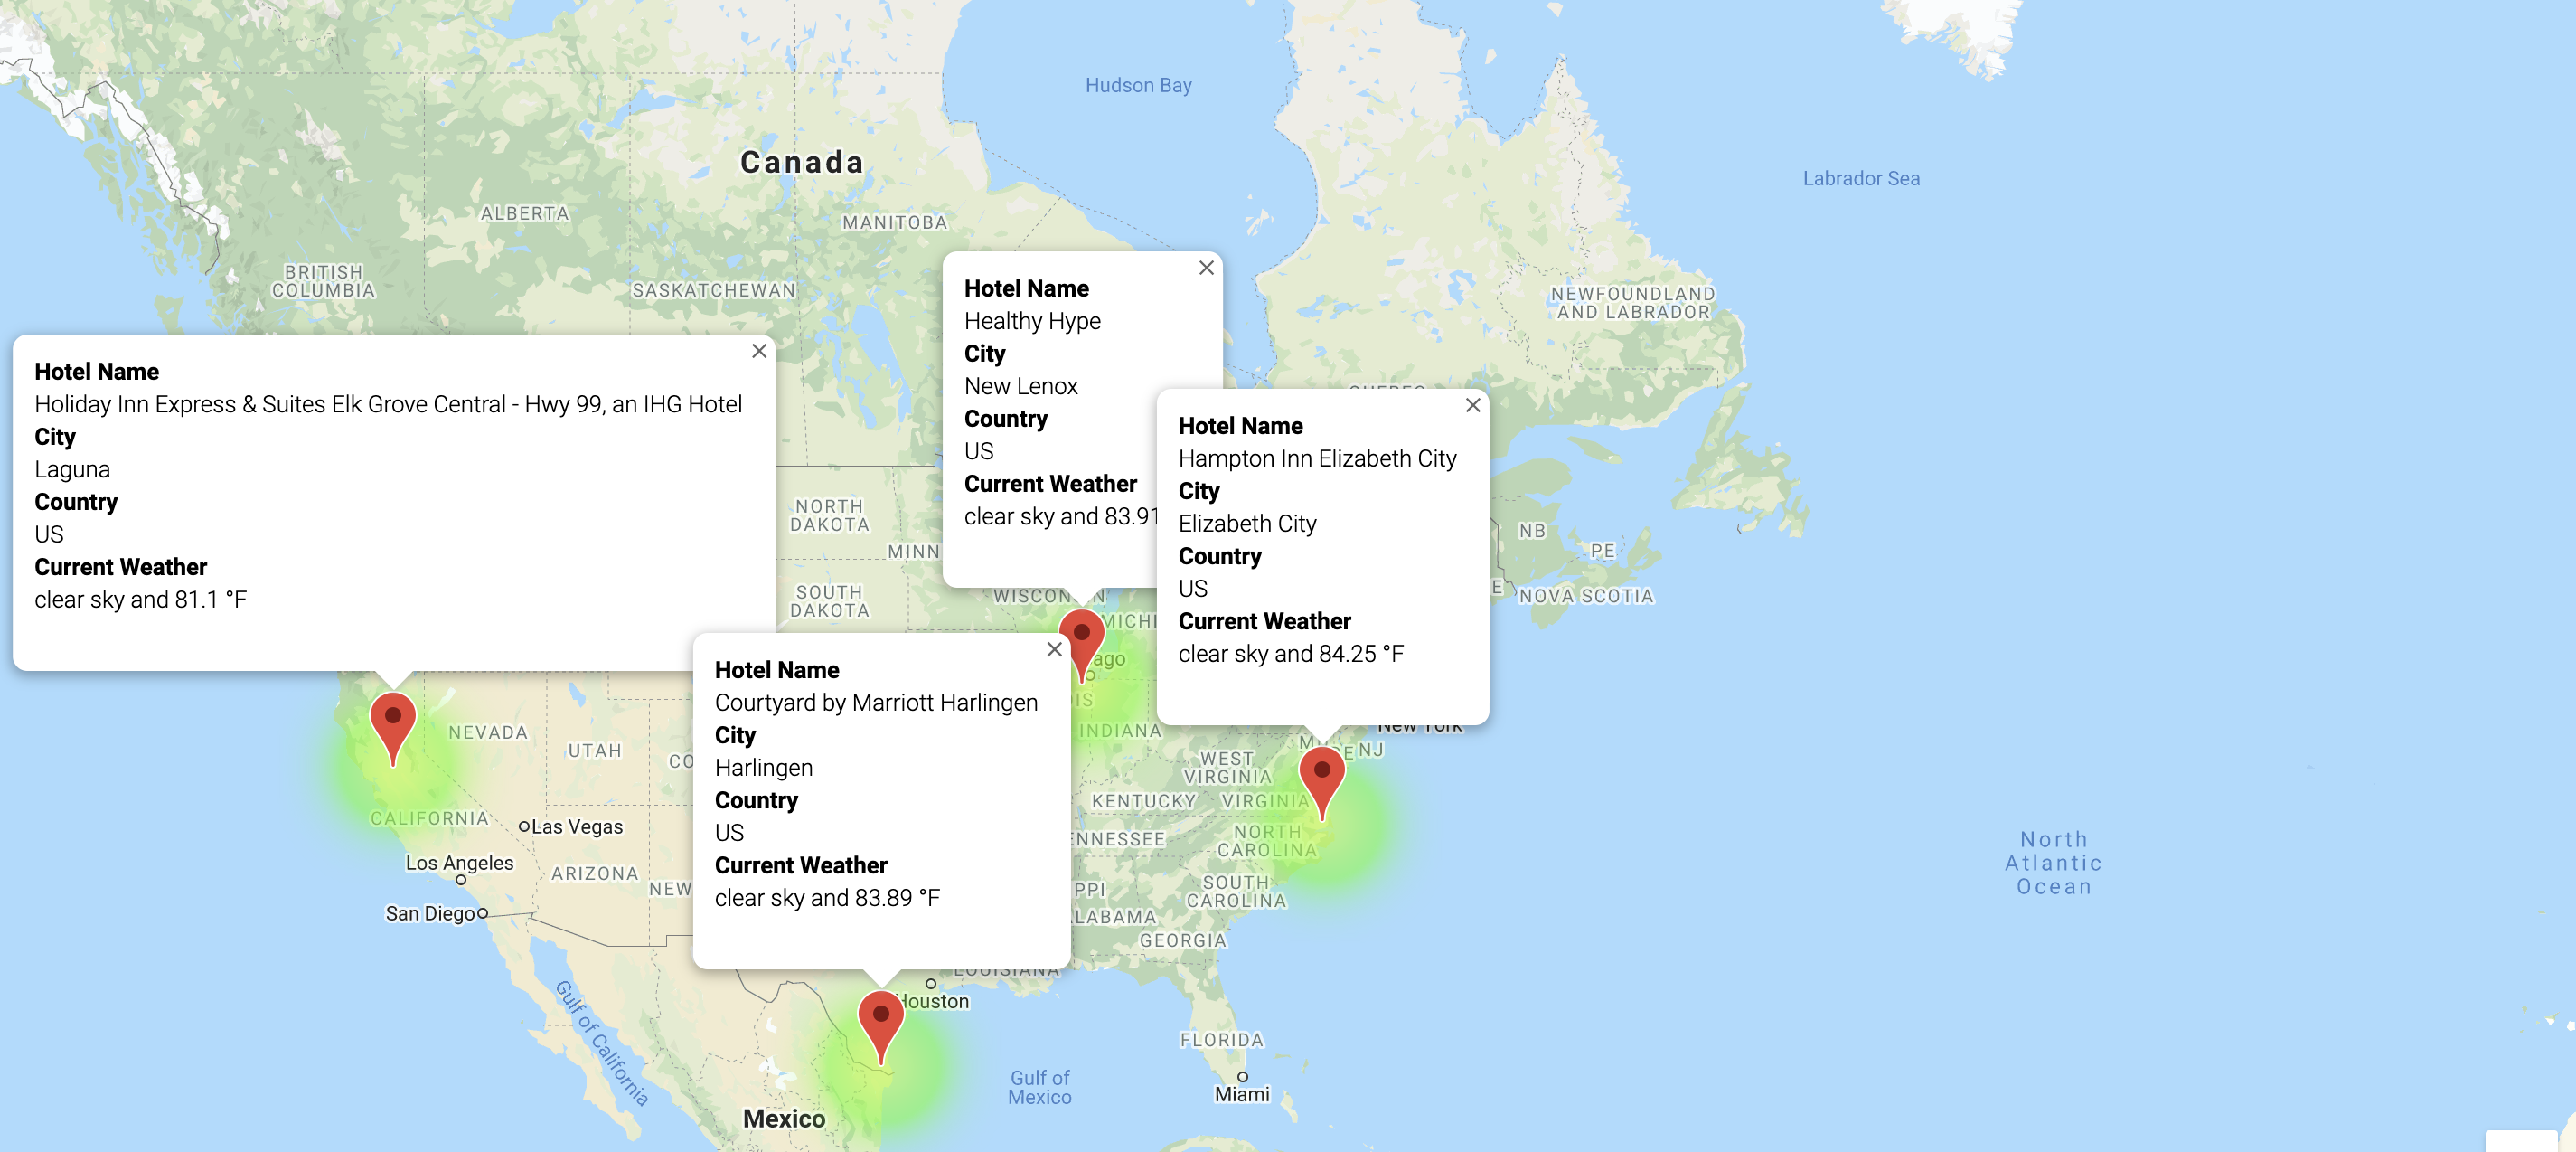 Hudson Bay
Labrador Sea
Canada
ALBERTA
MANITOBA
BRITISH
COLUMBIA
SASKATCHEWAN
NEWFOUNDLAND
AND LABRADOR
Hotel Name
Holiday Inn Express & Suites Elk Grove Central - Hwy 99, an IHG Hotel
City
Laguna
Country
US
Current Weather
clear sky and 81.1 °F
Hotel Name
Healthy Hype
City
New Lenox
Country
US
Current Weather
clear sky and 83.91
Hotel Name
Hampton Inn Elizabeth City
City
Elizabeth City
Country
US
Current Weather
clear sky and 84.25 °F
Hotel Name
Courtyard by Marriott Harlingen
City
Harlingen
Country
US
Current Weather
clear sky and 83.89 °F
NORTH
DAKOTA
MINN
SOUTH
DAKOTA
WISCONSIN
MICHI
ago
IS
INDIANA
NB
PE
E
NOVA SCOTIA
New York
NJ
DE
M
WEST
VIRGINIA
KENTUCKY
VIRGINIA
ENNESSEE
NORTH
CAROLINA
PPI
SOUTH
CAROLINA
LABAMA
GEORGIA
NEVADA
UTAH
CO
CALIFORNIA
Las Vegas
Los Angeles
ARIZONA
NEW
San Diego
LOUISIANA
Houston
Gulf of California
FLORIDA
Gulf of
Mexico
Miami
Mexico
North
Atlantic
Ocean